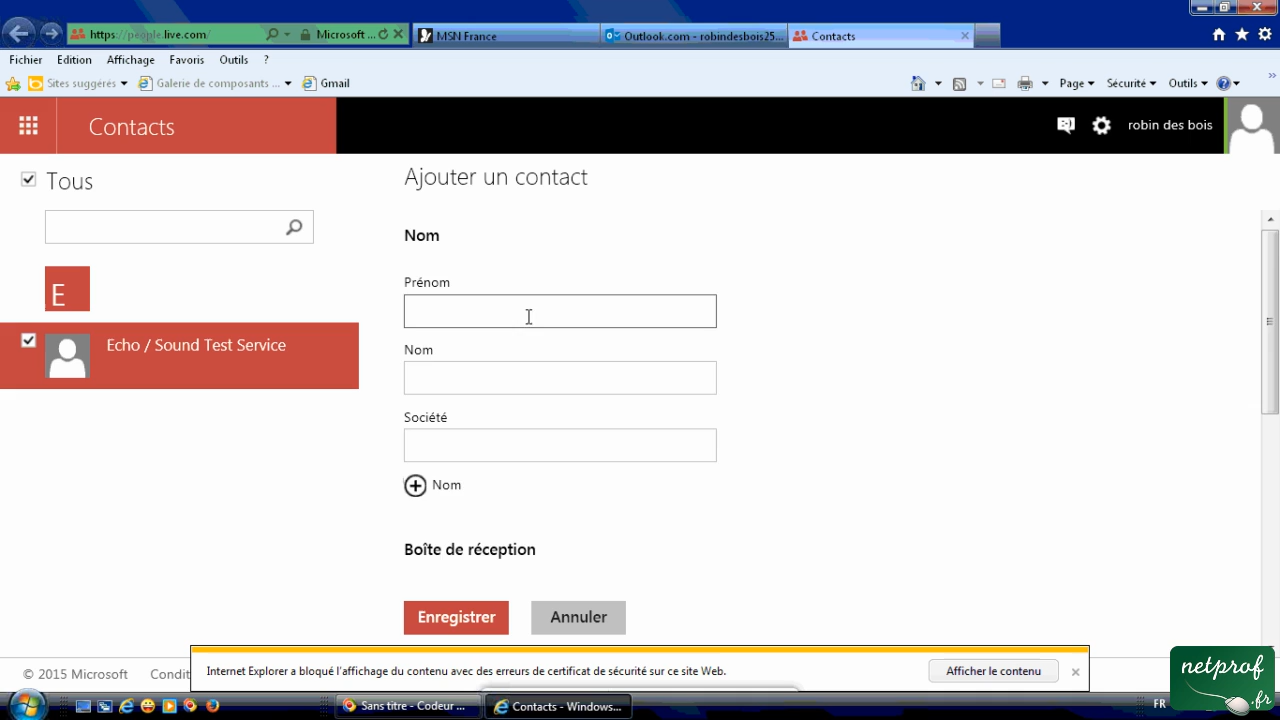 https://people.live.com/
Microsoft ...
MSN France
Outlook.com - robindesbois25...
Contacts
Fichier Edition Affichage Favoris Outils ?
Sites suggérés Galerie de composants ... Gmail
Page Sécurité Outils
Contacts
robin des bois
Tous
Ajouter un contact
Nom
Prénom
E
Echo / Sound Test Service
Nom
Société
Nom
Boîte de réception
Enregistrer Annuler
© 2015 Microsoft Condit
Internet Explorer a bloqué l'affichage du contenu avec des erreurs de certificat de sécurité sur ce site Web.
Afficher le contenu
netprof
.fr
Sans titre - Codeur ...
Contacts - Windows...
FR